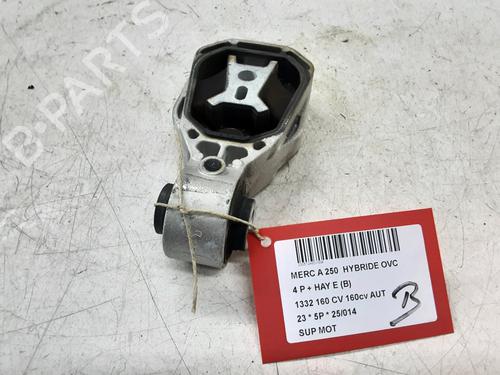 B-PARTS
MERC A 250 HYBRIDE OVC
4 P + HAY E (B)
1332 160 CV 160cv AUT
23 * 5P * 25/014
SUP MOT
B